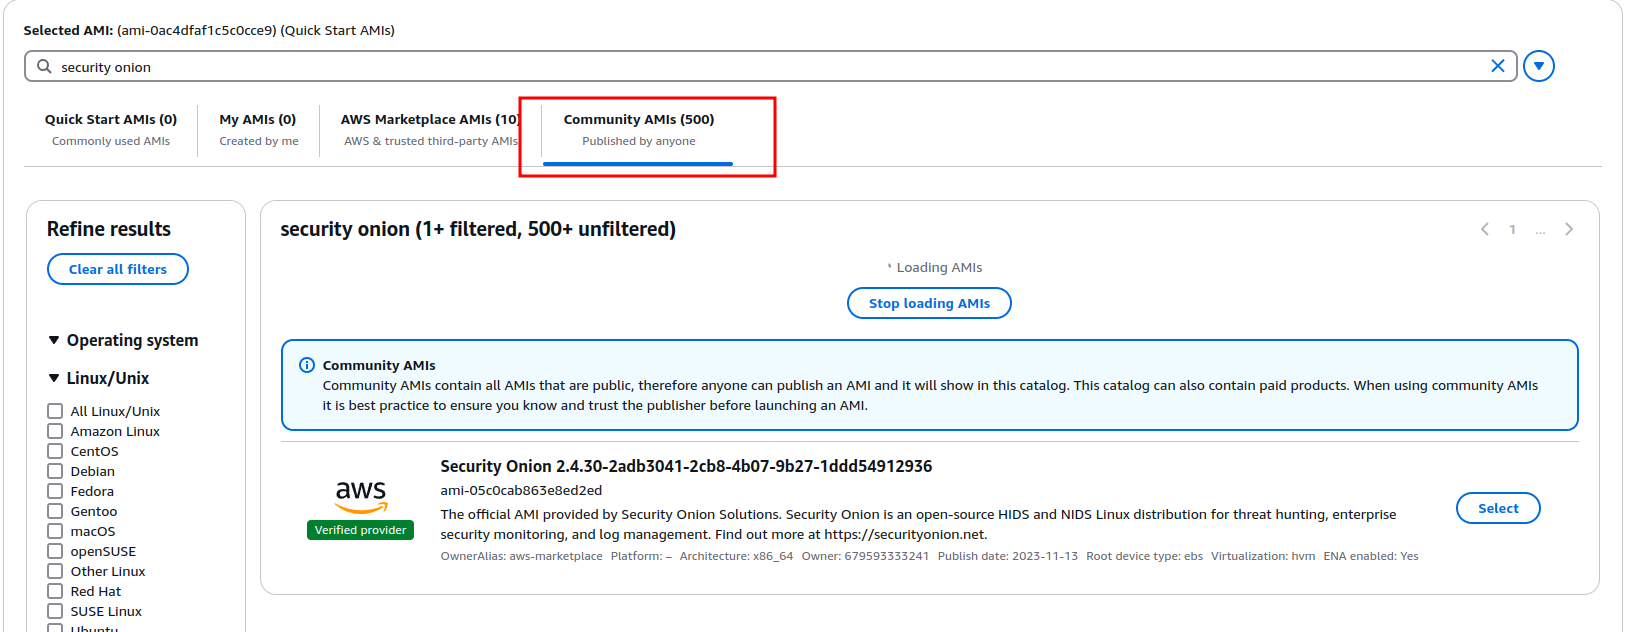 Selected AMI: (ami-0ac4dfaf1c5c0cce9) (Quick Start AMIs)
security onion
Quick Start AMIs (0)
Commonly used AMIs
My AMIs (0)
Created by me
AWS Marketplace AMIs (10)
AWS & trusted third-party AMIs
Community AMIs (500)
Published by anyone
Refine results
Clear all filters
Operating system
Linux/Unix
All Linux/Unix
Amazon Linux
CentOS
Debian
Fedora
Gentoo
macOS
openSUSE
Other Linux
Red Hat
SUSE Linux
Ubuntu
security onion (1+ filtered, 500+ unfiltered)
1 ...
Loading AMIs
Stop loading AMIs
Community AMIs
Community AMIs contain all AMIs that are public, therefore anyone can publish an AMI and it will show in this catalog. This catalog can also contain paid products. When using community AMIs
it is best practice to ensure you know and trust the publisher before launching an AMI.
aws
Verified provider
Security Onion 2.4.30-2adb3041-2cb8-4b07-9b27-1ddd54912936
ami-05c0cab863e8ed2ed
The official AMI provided by Security Onion Solutions. Security Onion is an open-source HIDS and NIDS Linux distribution for threat hunting, enterprise
security monitoring, and log management. Find out more at https://securityonion.net.
OwnerAlias: aws-marketplace Platform: – Architecture: x86_64 Owner: 679593333241 Publish date: 2023-11-13 Root device type: ebs Virtualization: hvm ENA enabled: Yes
Select